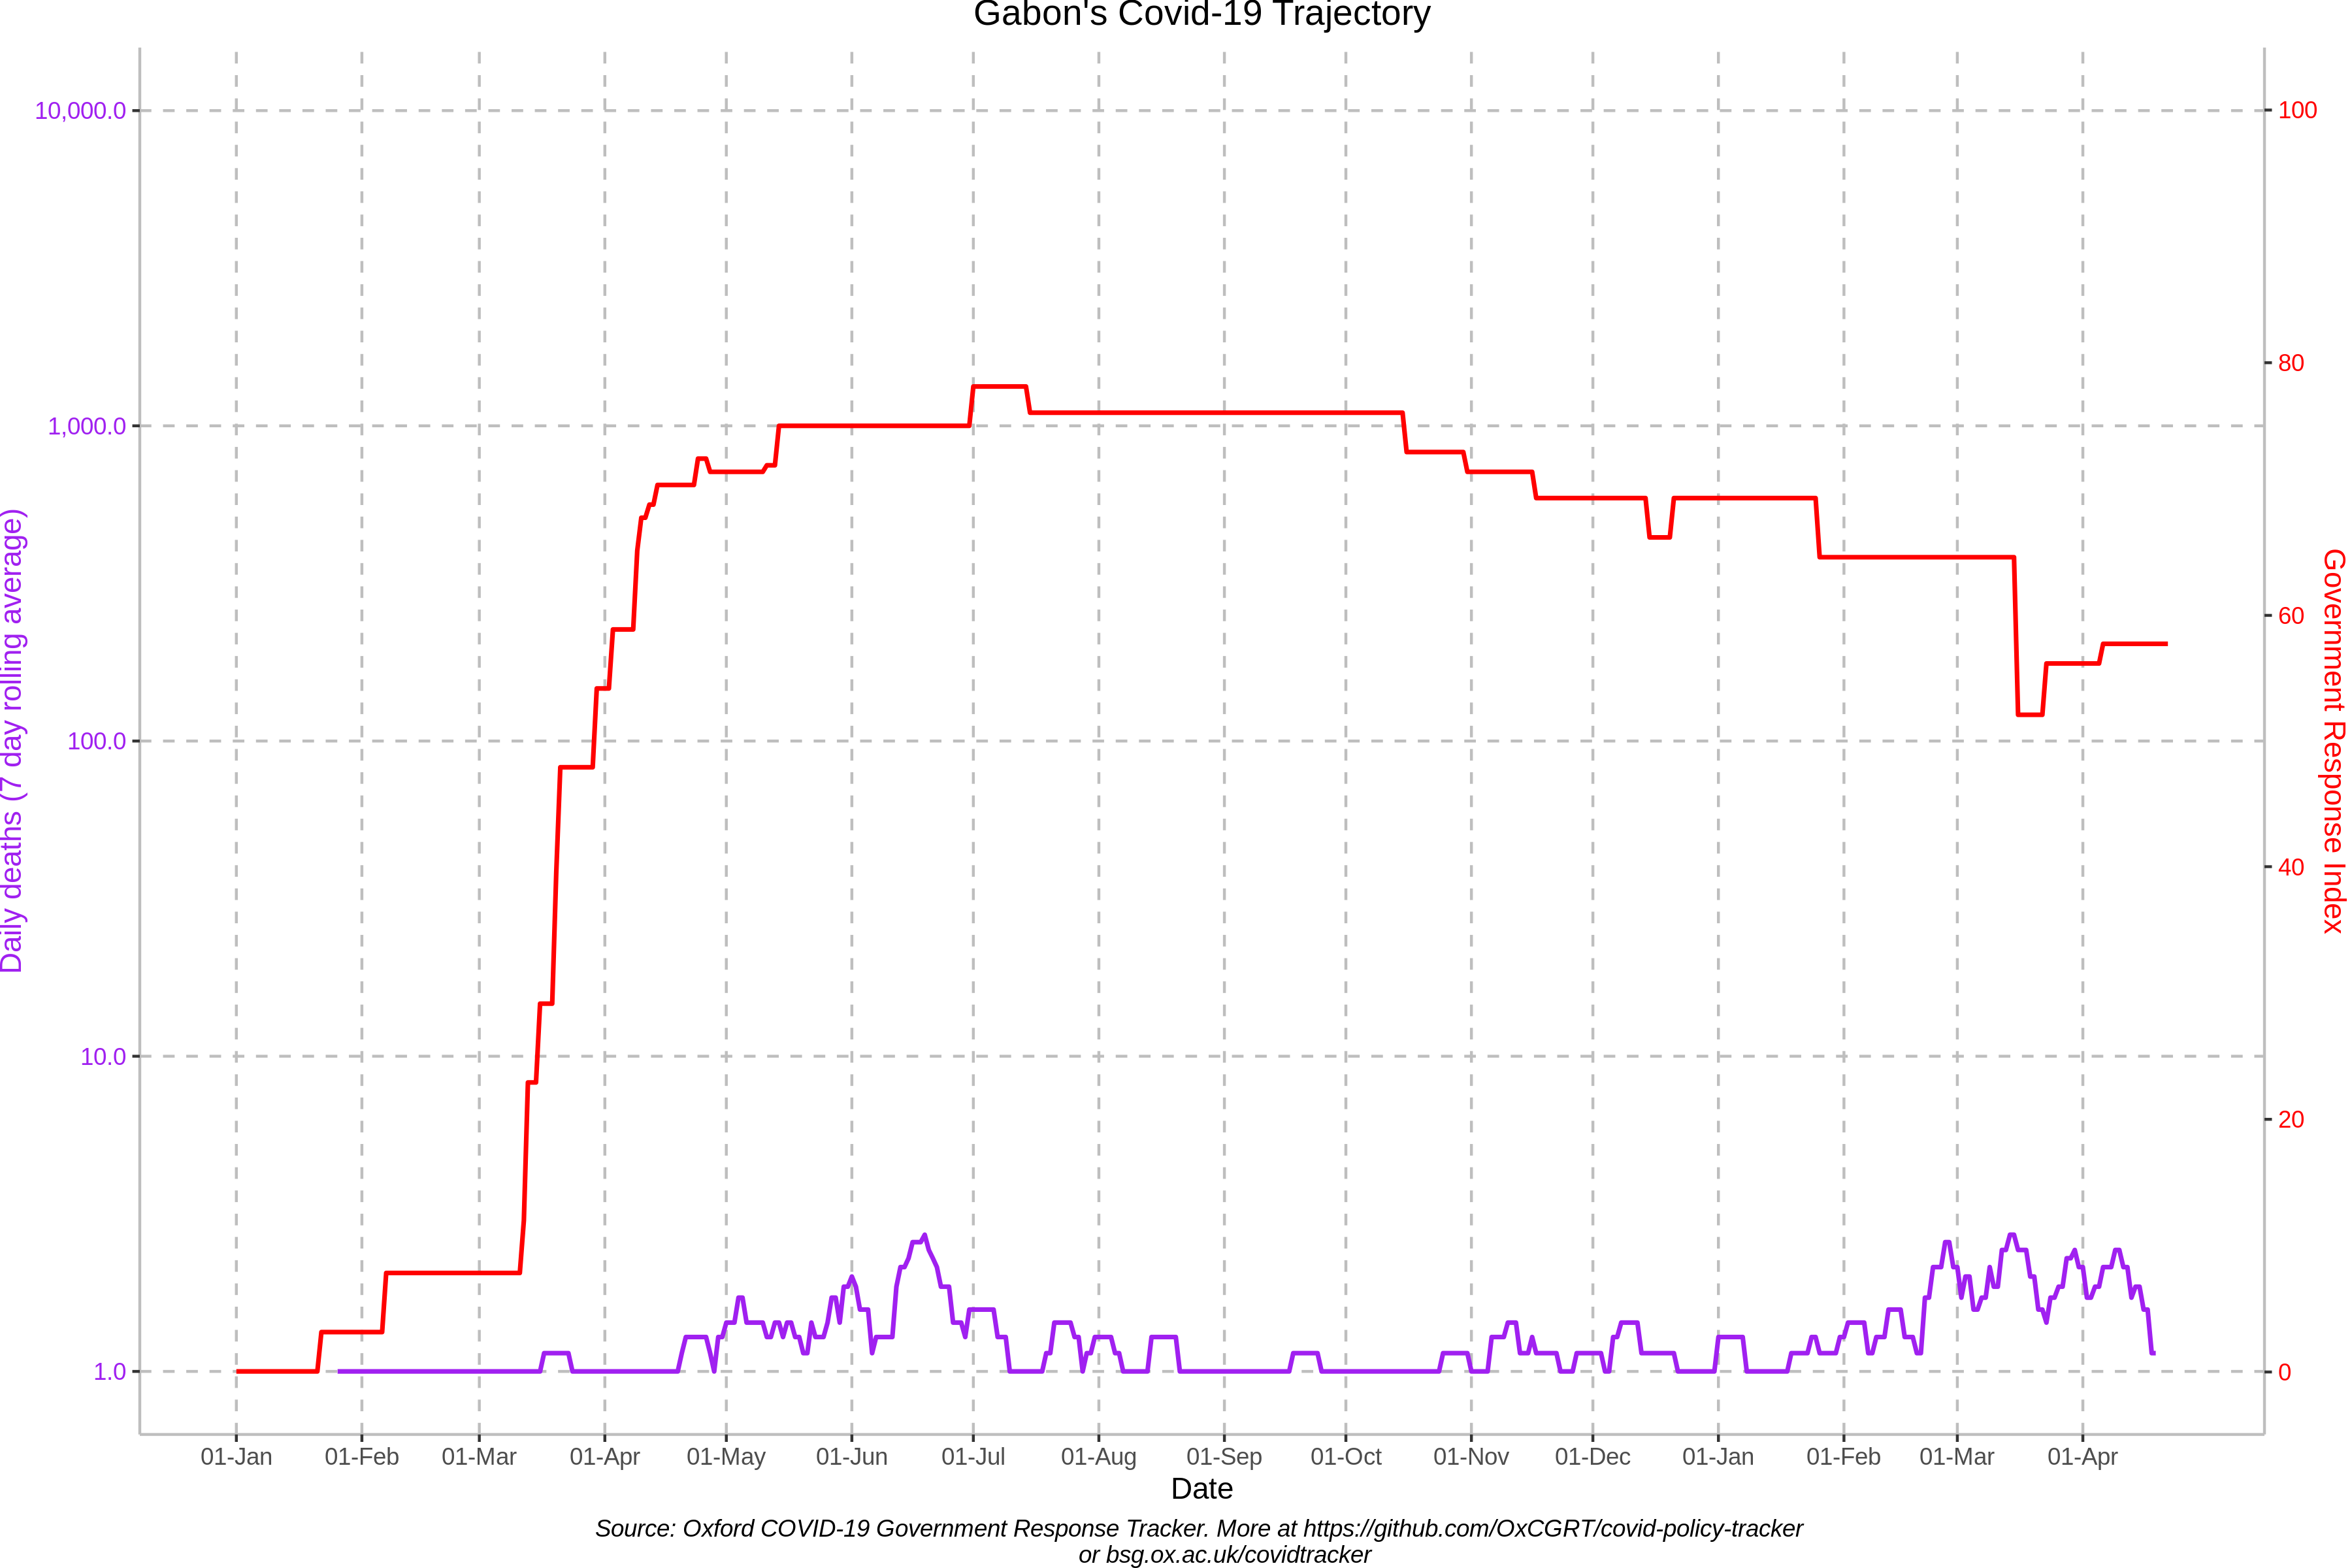 Gabon's Covid-19 Trajectory
10,000.0
1,000.0
100.0
10.0
1.0
Daily deaths (7 day rolling average)
100
80
60
40
20
0
Government Response Index
01-Jan 01-Feb 01-Mar 01-Apr 01-May 01-Jun 01-Jul 01-Aug 01-Sep 01-Oct 01-Nov 01-Dec 01-Jan 01-Feb 01-Mar 01-Apr
Date
Source: Oxford COVID-19 Government Response Tracker. More at https://github.com/OxCGRT/covid-policy-tracker
or bsg.ox.ac.uk/covidtracker